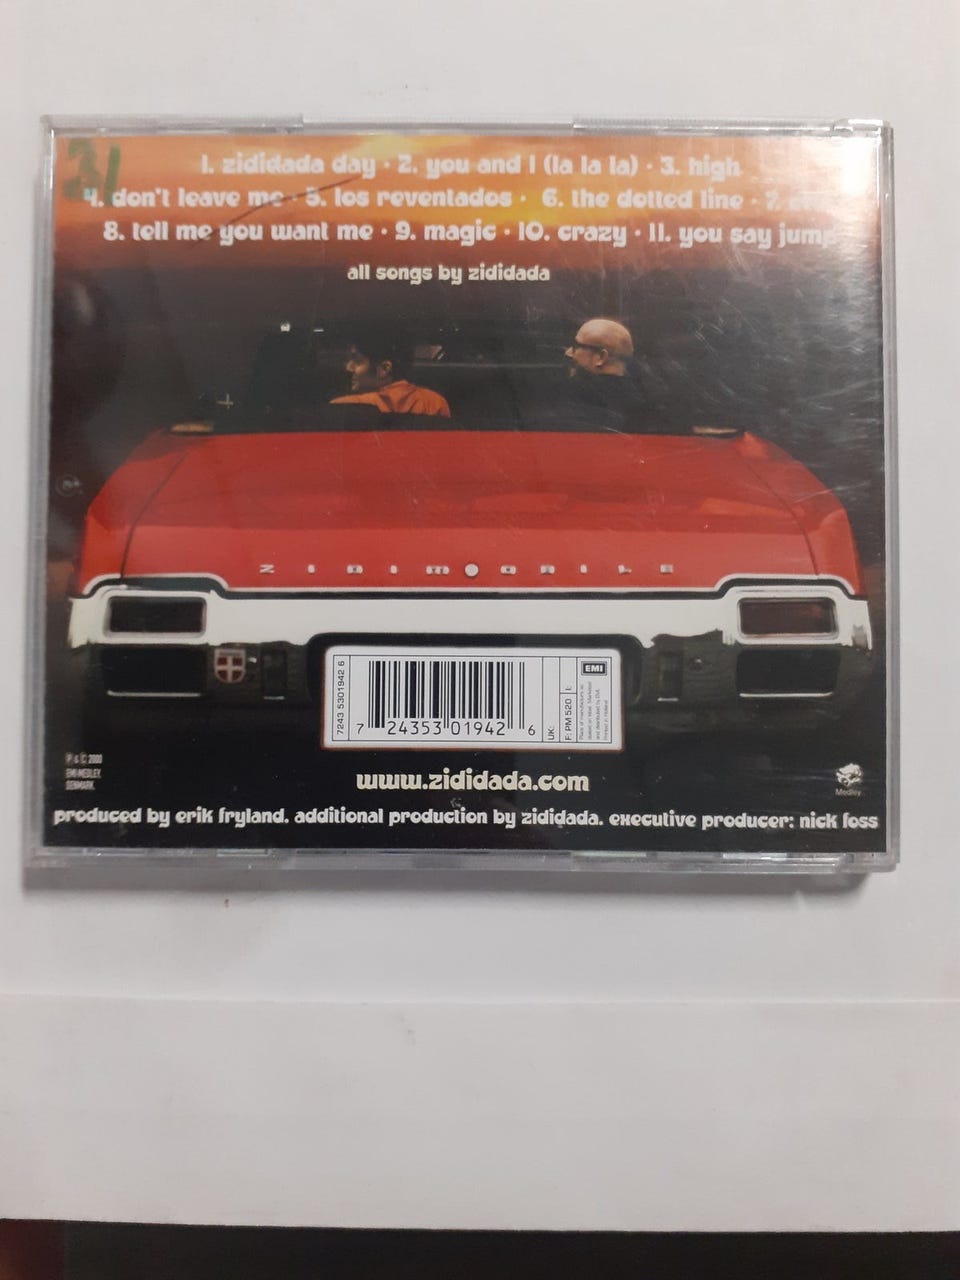 31
1. zididada day · 2. you and I (la la la) · 3. high
4. don't leave me · 5. los reventados · 6. the dotted line · 7.
8. tell me you want me · 9. magic · 10. crazy · 11. you say jump
all songs by zididada
7243 5301942 6
7 24353 01942 6
UK:
F: PM 520 I:
EMI
www.zididada.com
℗ & © 2000
EMI-MEDLEY,
DENMARK.
Medley
produced by erik fryland. additional production by zididada. executive producer: nick foss